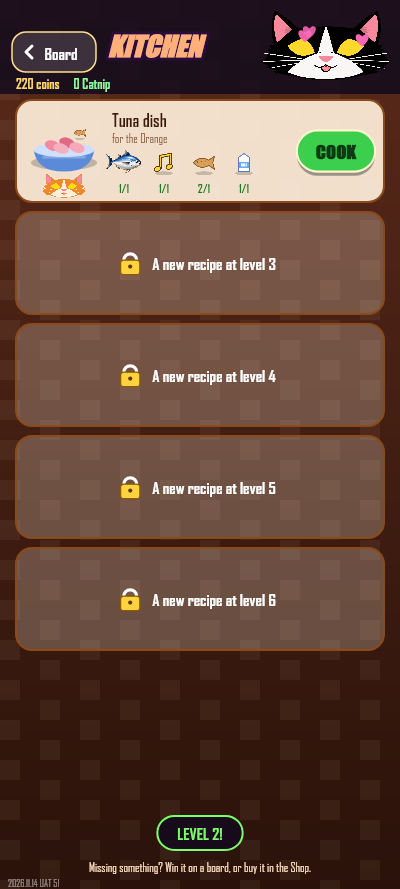 Board
KITCHEN
220 coins 0 Catnip
Tuna dish
for the Orange
1/1 1/1 2/1 1/1
COOK
A new recipe at level 3
A new recipe at level 4
A new recipe at level 5
A new recipe at level 6
LEVEL 2!
Missing something? Win it on a board, or buy it in the Shop.